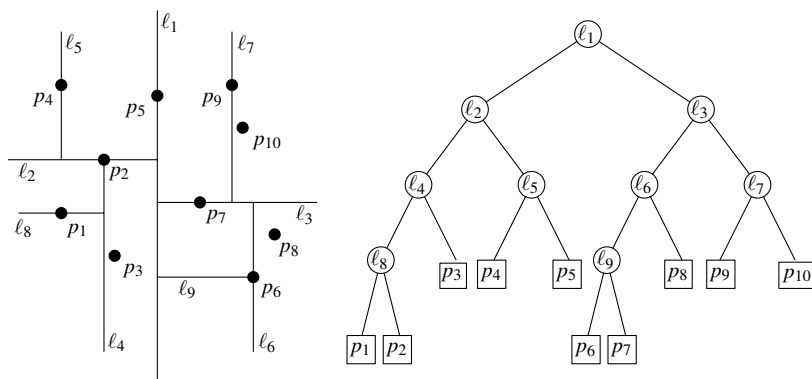 ℓ1
ℓ5
ℓ7
p4
p5
p9
p10
ℓ2
p2
p7
ℓ3
ℓ8
p1
p3
p8
ℓ9
p6
ℓ4
ℓ6
ℓ1
ℓ2 ℓ3
ℓ4 ℓ5 ℓ6 ℓ7
ℓ8 p3 p4 p5 ℓ9 p8 p9 p10
p1 p2 p6 p7